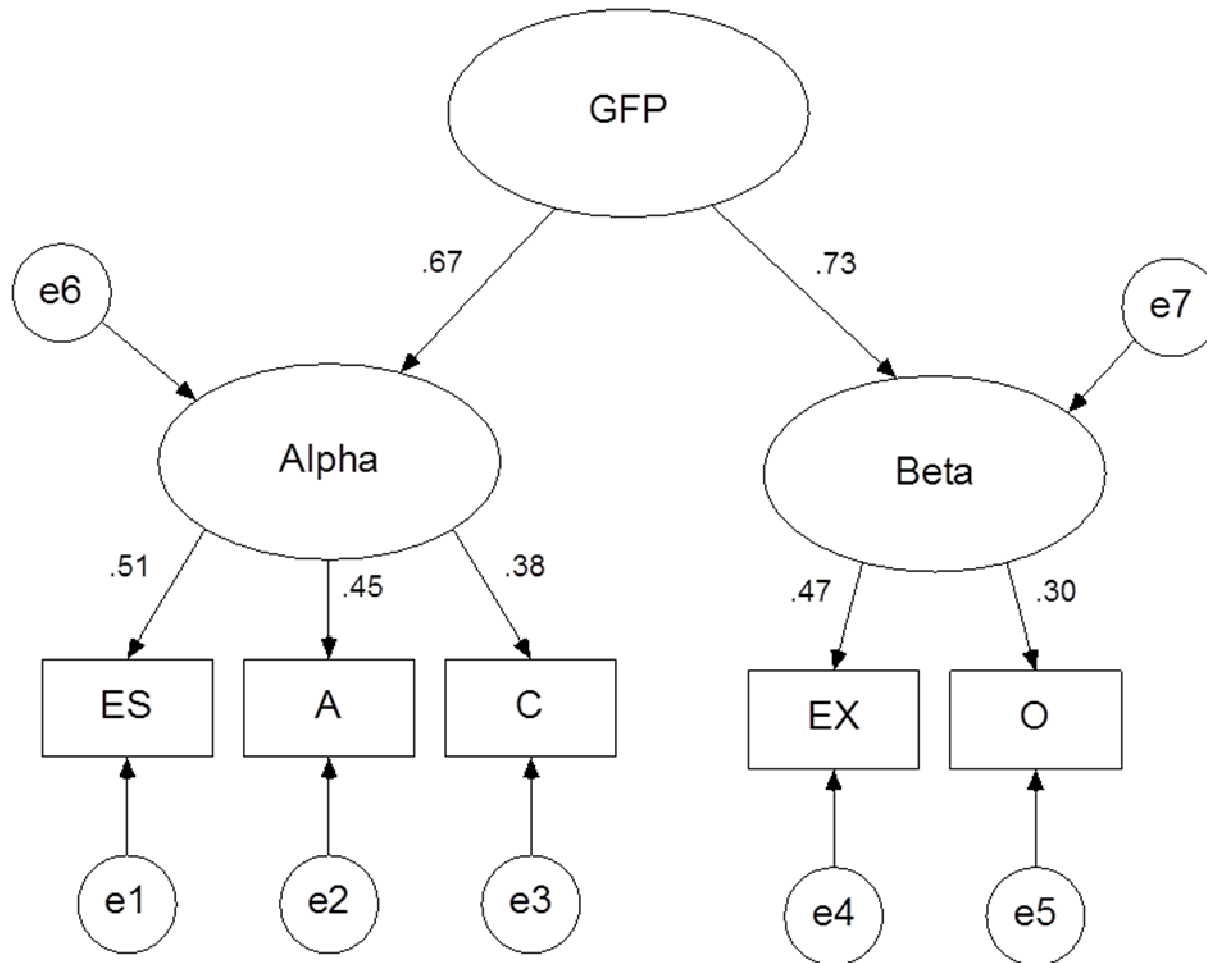 GFP
.67
.73
e6
e7
Alpha
Beta
.51
.45
.38
.47
.30
ES
A
C
EX
O
e1
e2
e3
e4
e5